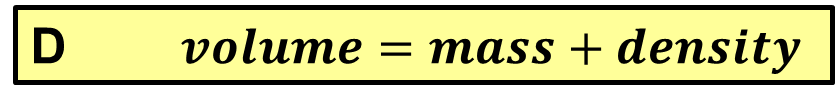 D volume = mass + density